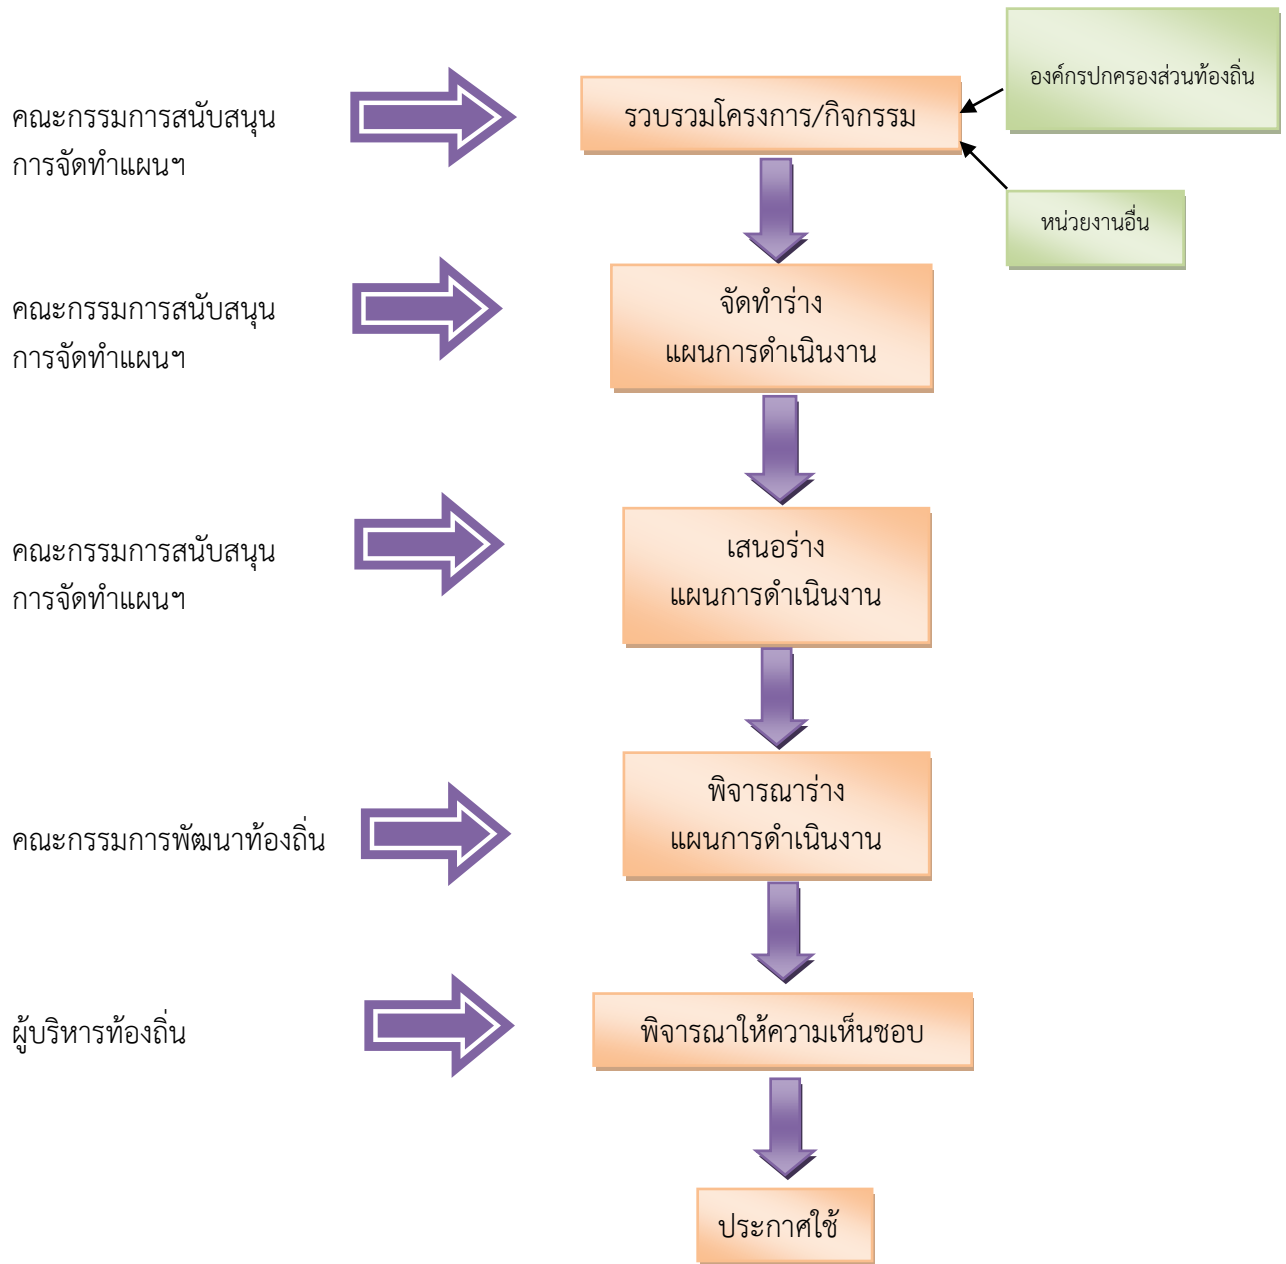 องค์กรปกครองส่วนท้องถิ่น
คณะกรรมการสนับสนุน
การจัดทำแผนฯ
รวบรวมโครงการ/กิจกรรม
หน่วยงานอื่น
คณะกรรมการสนับสนุน
การจัดทำแผนฯ
จัดทำร่าง
แผนการดำเนินงาน
คณะกรรมการสนับสนุน
การจัดทำแผนฯ
เสนอร่าง
แผนการดำเนินงาน
คณะกรรมการพัฒนาท้องถิ่น
พิจารณาร่าง
แผนการดำเนินงาน
ผู้บริหารท้องถิ่น
พิจารณาให้ความเห็นชอบ
ประกาศใช้